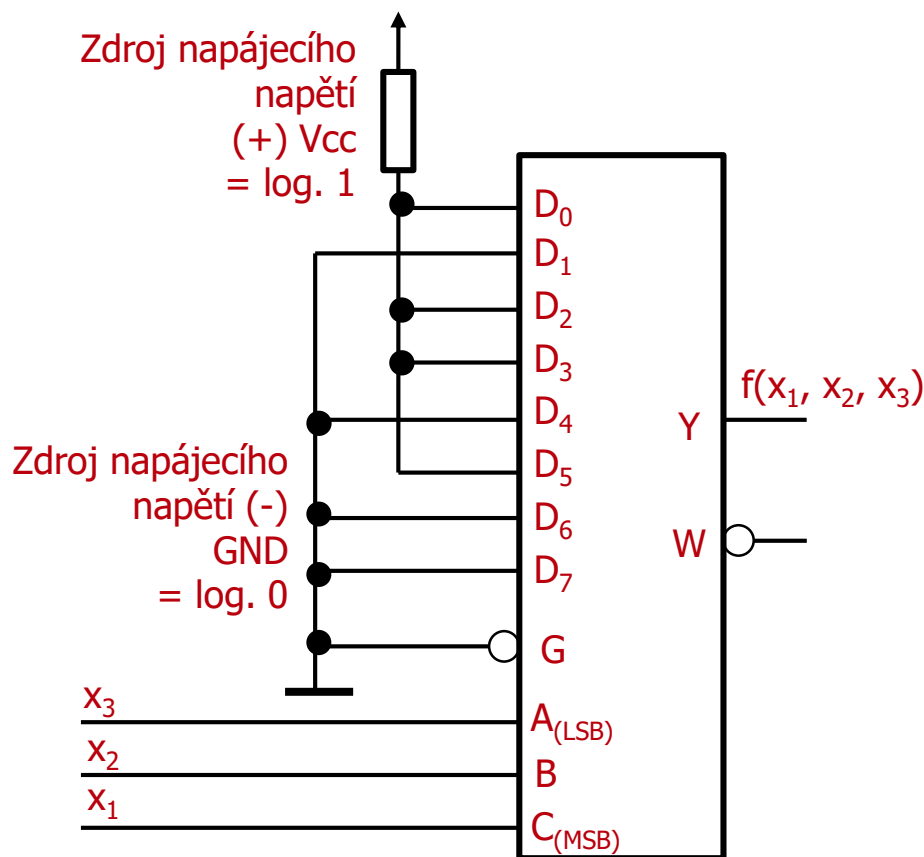 Zdroj napájecího
napětí
(+) Vcc
= log. 1
D₀
D₁
D₂
D₃
D₄
D₅
D₆
D₇
G
A(LSB)
B
C(MSB)
Zdroj napájecího
napětí (-)
GND
= log. 0
x₃
x₂
x₁
f(x₁, x₂, x₃)
Y
W